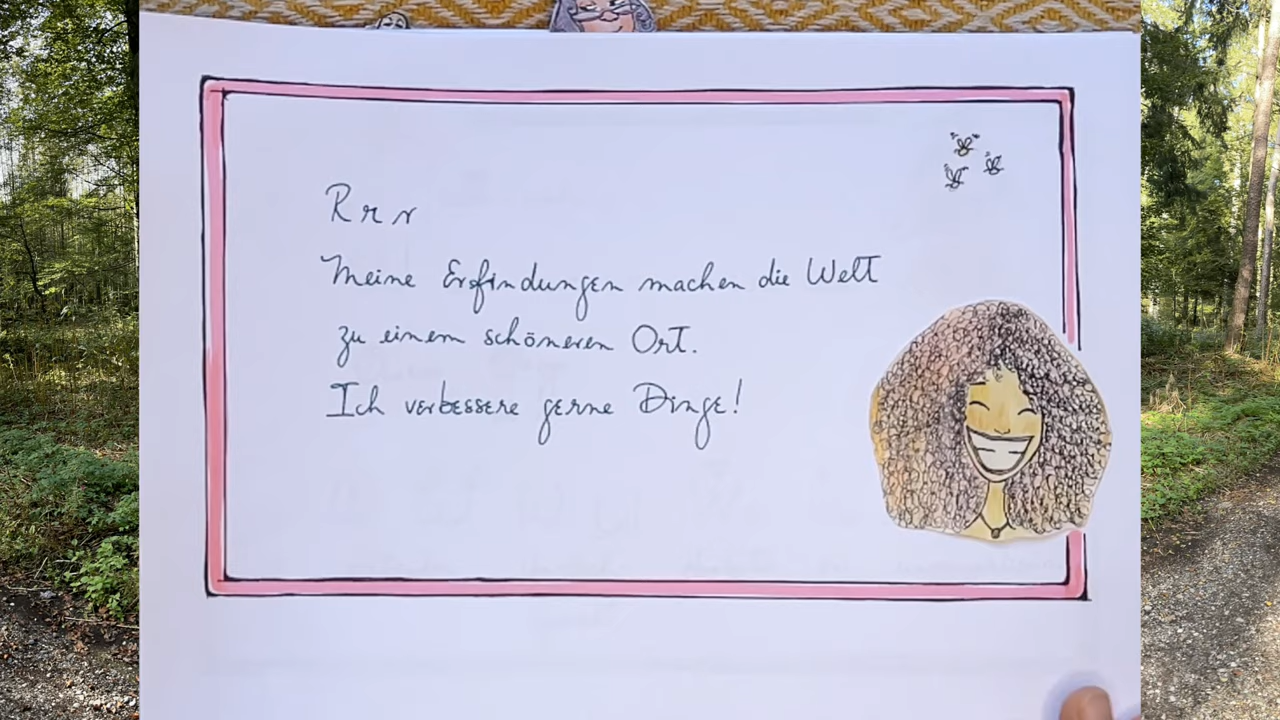 R r r
Meine Erfindungen machen die Welt
zu einem schöneren Ort.
Ich verbessere gerne Dinge!